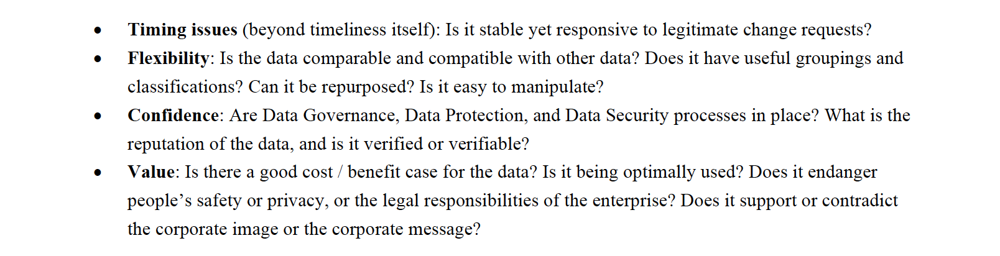 • Timing issues (beyond timeliness itself): Is it stable yet responsive to legitimate change requests?
• Flexibility: Is the data comparable and compatible with other data? Does it have useful groupings and
classifications? Can it be repurposed? Is it easy to manipulate?
• Confidence: Are Data Governance, Data Protection, and Data Security processes in place? What is the
reputation of the data, and is it verified or verifiable?
• Value: Is there a good cost / benefit case for the data? Is it being optimally used? Does it endanger
people’s safety or privacy, or the legal responsibilities of the enterprise? Does it support or contradict
the corporate image or the corporate message?